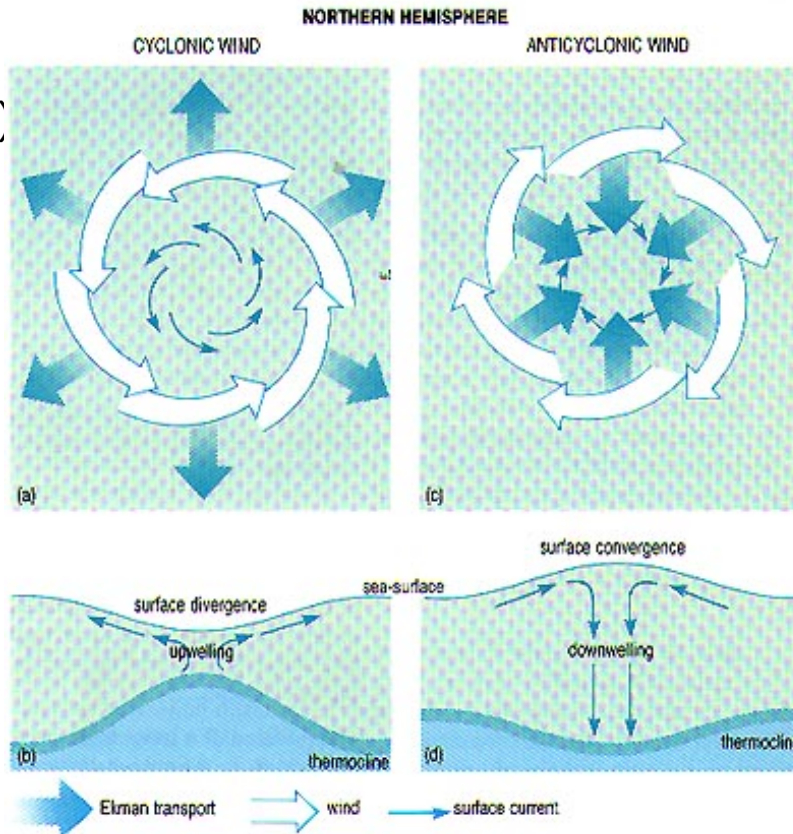 NORTHERN HEMISPHERE
CYCLONIC WIND
ANTICYCLONIC WIND
(a)
(c)
surface divergence
sea-surface
surface convergence
upwelling
downwelling
(b)
thermocline
(d)
thermocline
Ekman transport
wind
surface current